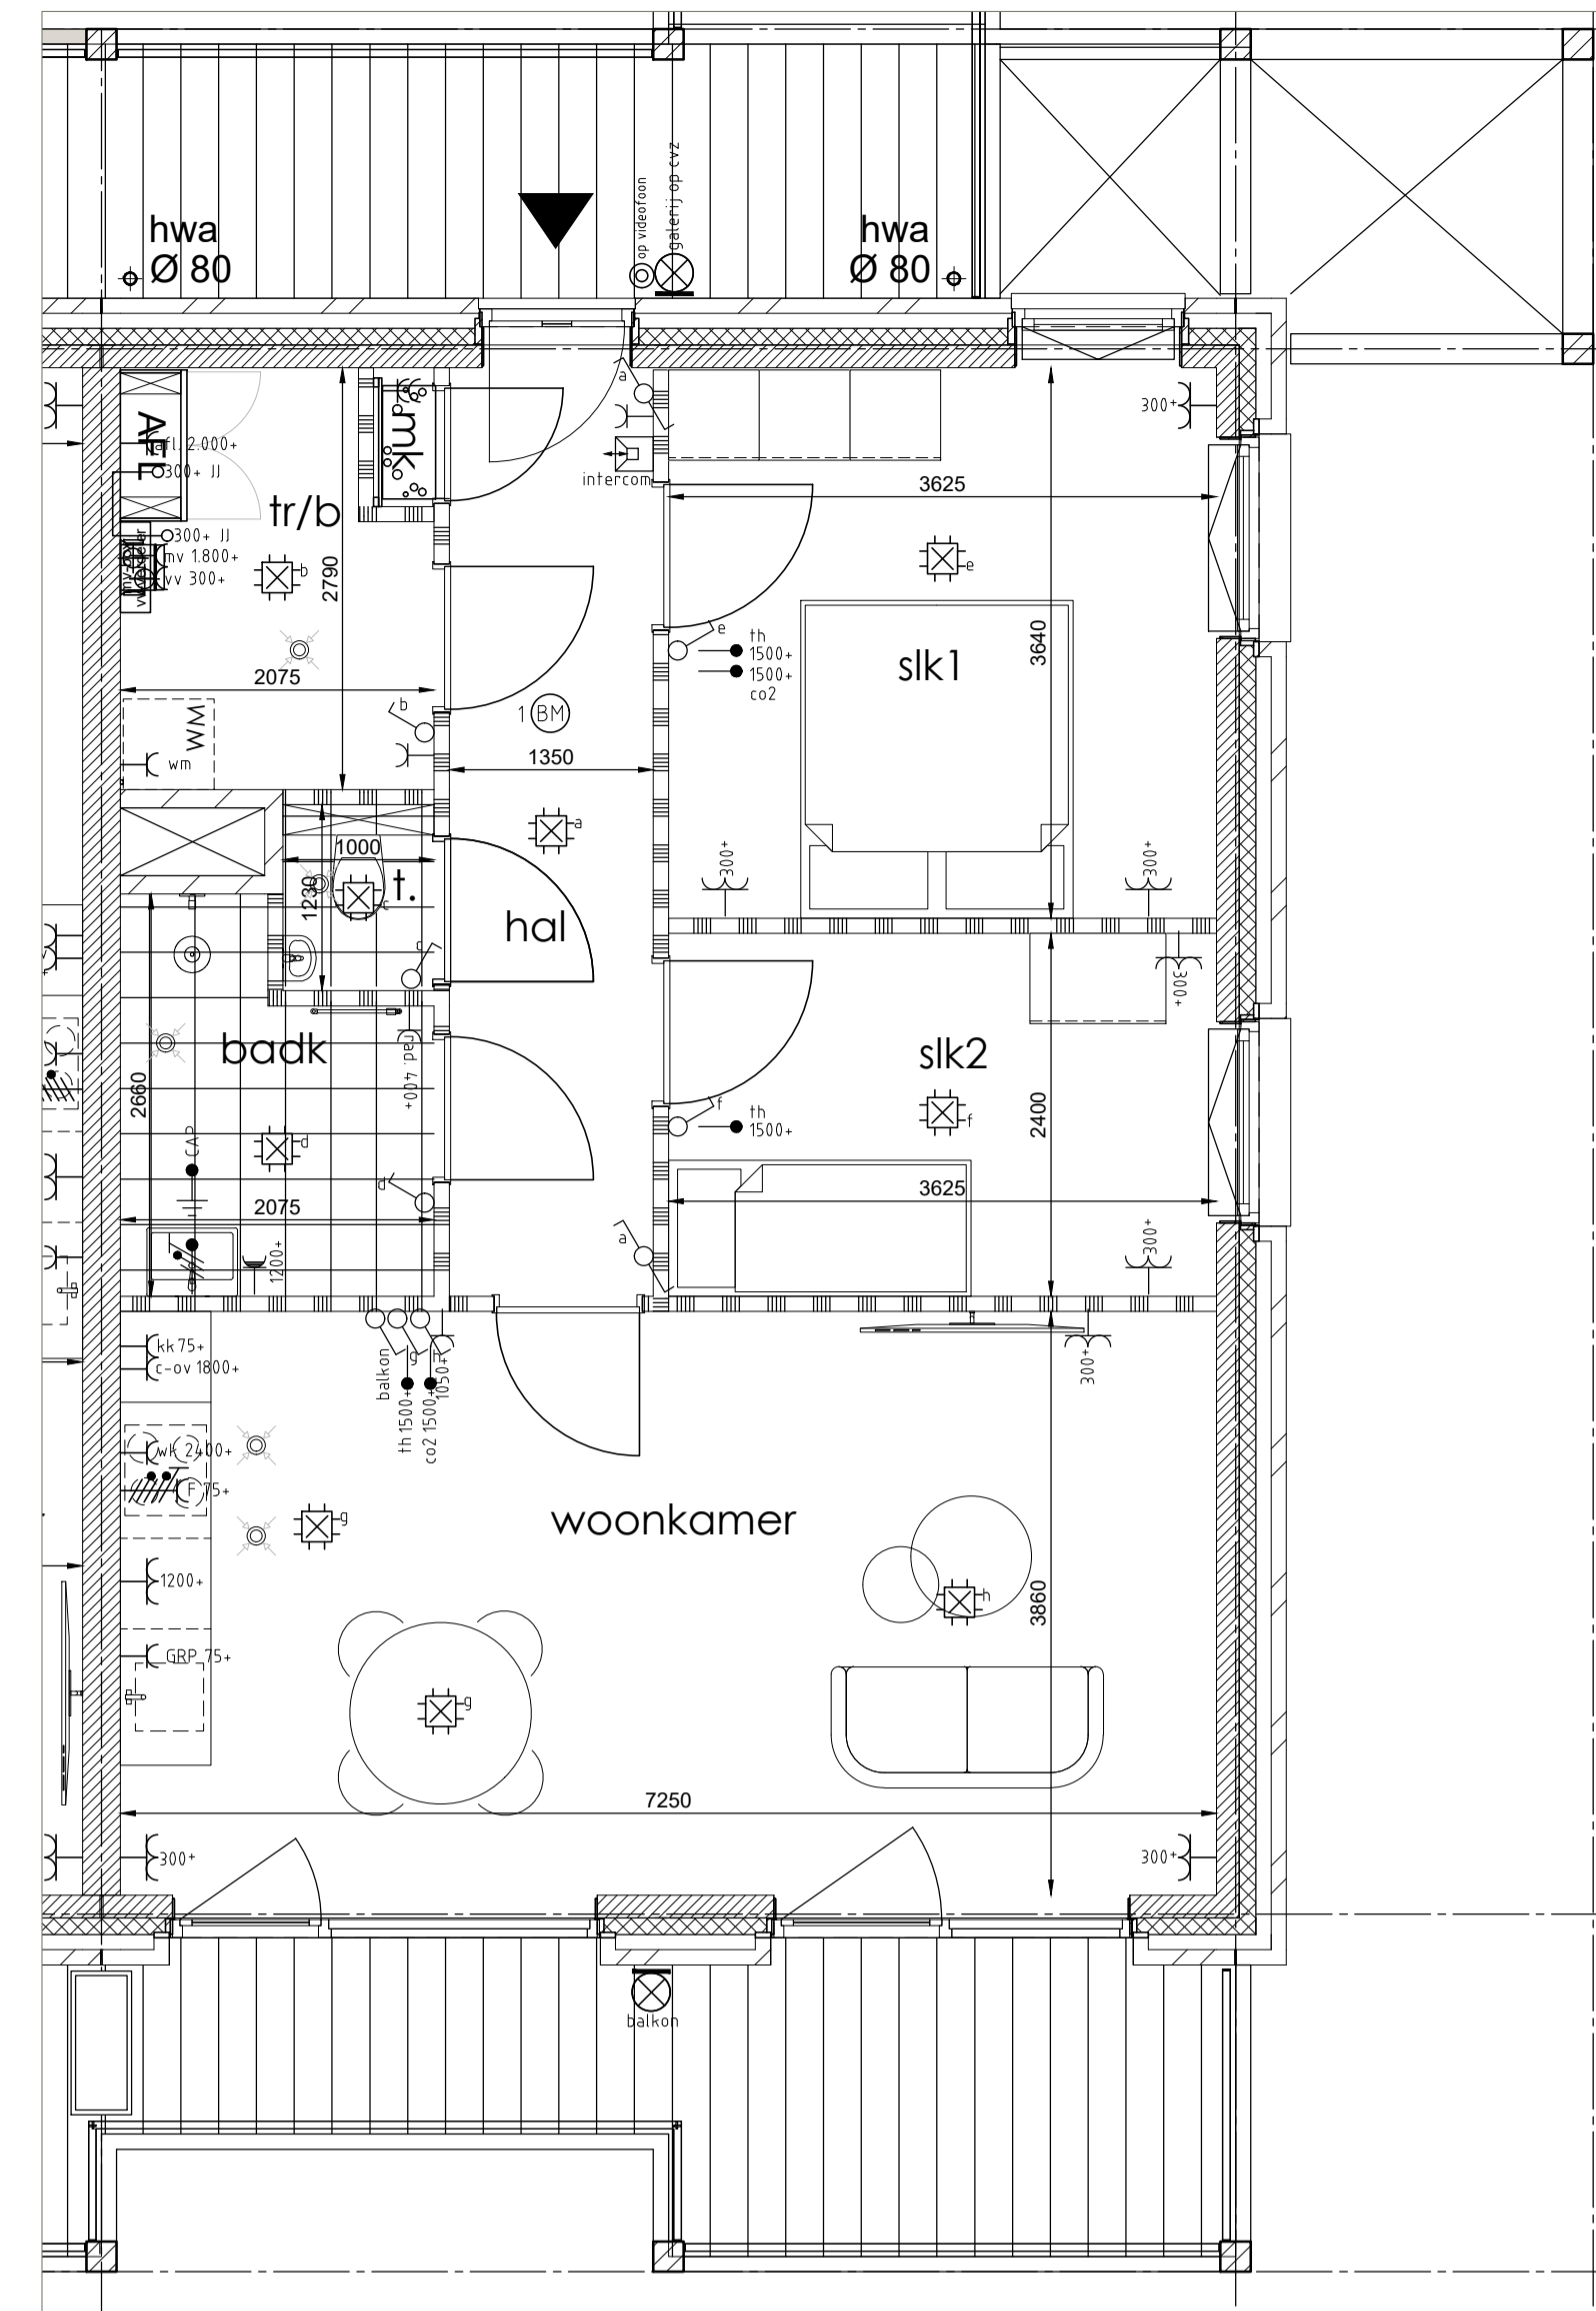 op videofoon
galerij op cvz
hwa
Ø 80
hwa
Ø 80
AFL
afl. 2.000+
300+ JJ
mk
a
intercom
300+
3625
tr/b
300+ JJ
mv 1.800+
vv 300+
b
2790
e
2075
e
th
1500+
1500+
co2
slk1
3640
WM
wm
b
1 BM
1350
a
1000
1230
t.
c
c
hal
300+
300+
badk
rad. 400+
2660
slk2
300+
f
th
1500+
f
2400
CAP
d
d
2075
3625
1200+
a
300+
kk 75+
c-ov 1800+
balkon
g
h
th 1500+
co2 1500+
1050+
300+
wk 2400+
F 75+
g
woonkamer
1200+
h
3860
GRP 75+
g
7250
300+
300+
balkon